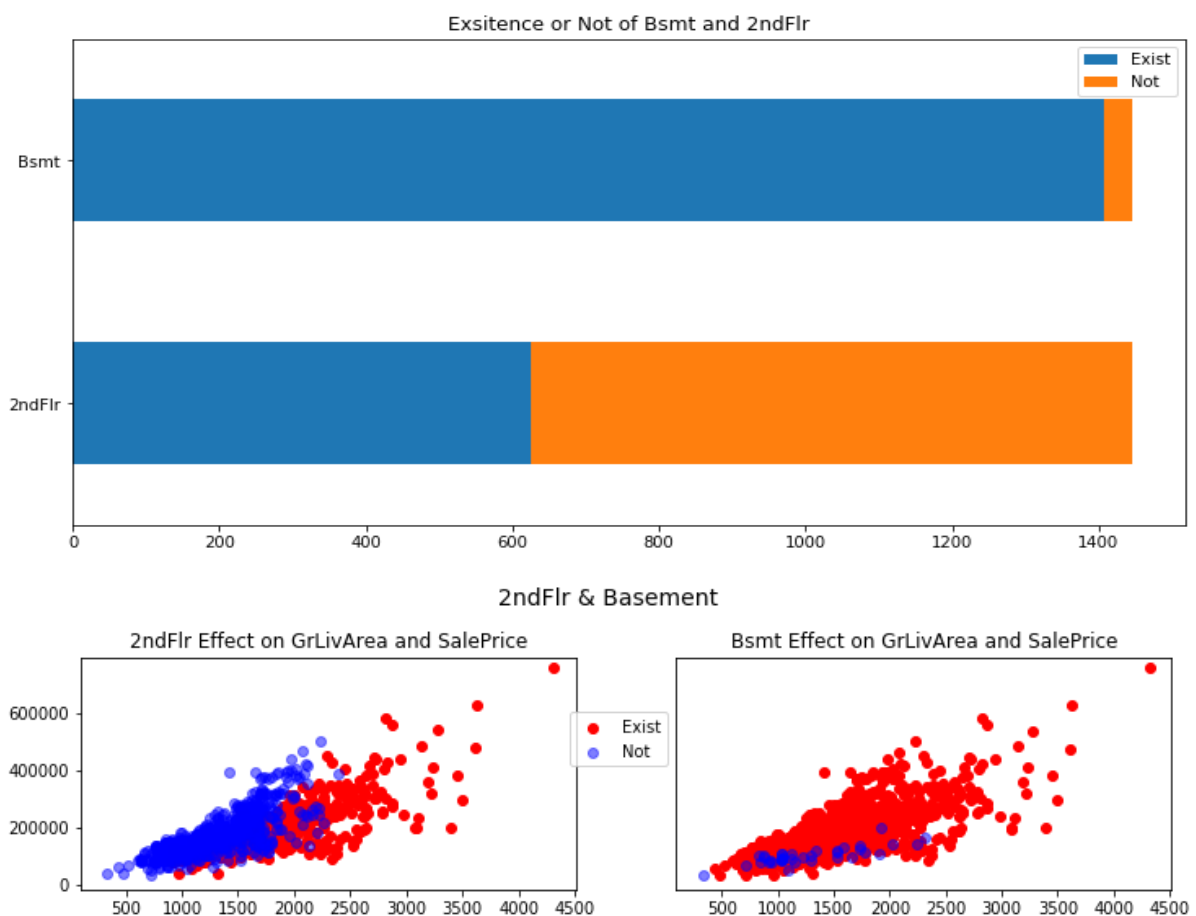 Exsitence or Not of Bsmt and 2ndFlr
Exist
Not
Bsmt
2ndFlr
0 200 400 600 800 1000 1200 1400
2ndFlr & Basement
2ndFlr Effect on GrLivArea and SalePrice
600000
400000
200000
0
500 1000 1500 2000 2500 3000 3500 4000 4500
Exist
Not
Bsmt Effect on GrLivArea and SalePrice
500 1000 1500 2000 2500 3000 3500 4000 4500